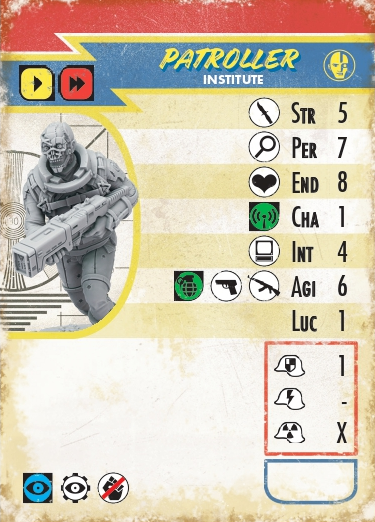 PATROLLER
INSTITUTE
STR 5
PER 7
END 8
CHA 1
INT 4
AGI 6
LUC 1
1
-
X